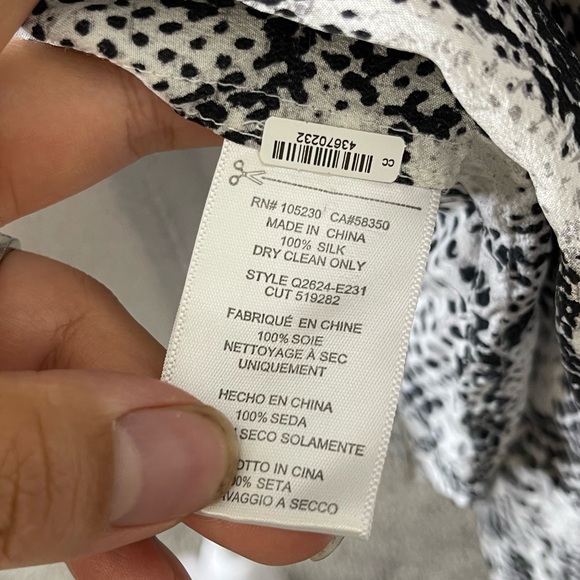 43670232
CC
RN# 105230 CA#58350
MADE IN CHINA
100% SILK
DRY CLEAN ONLY
STYLE Q2624-E231
CUT 519282
FABRIQUÉ EN CHINE
100% SOIE
NETTOYAGE À SEC
UNIQUEMENT
HECHO EN CHINA
100% SEDA
SECO SOLAMENTE
IN CINA
SETA
A SECCO